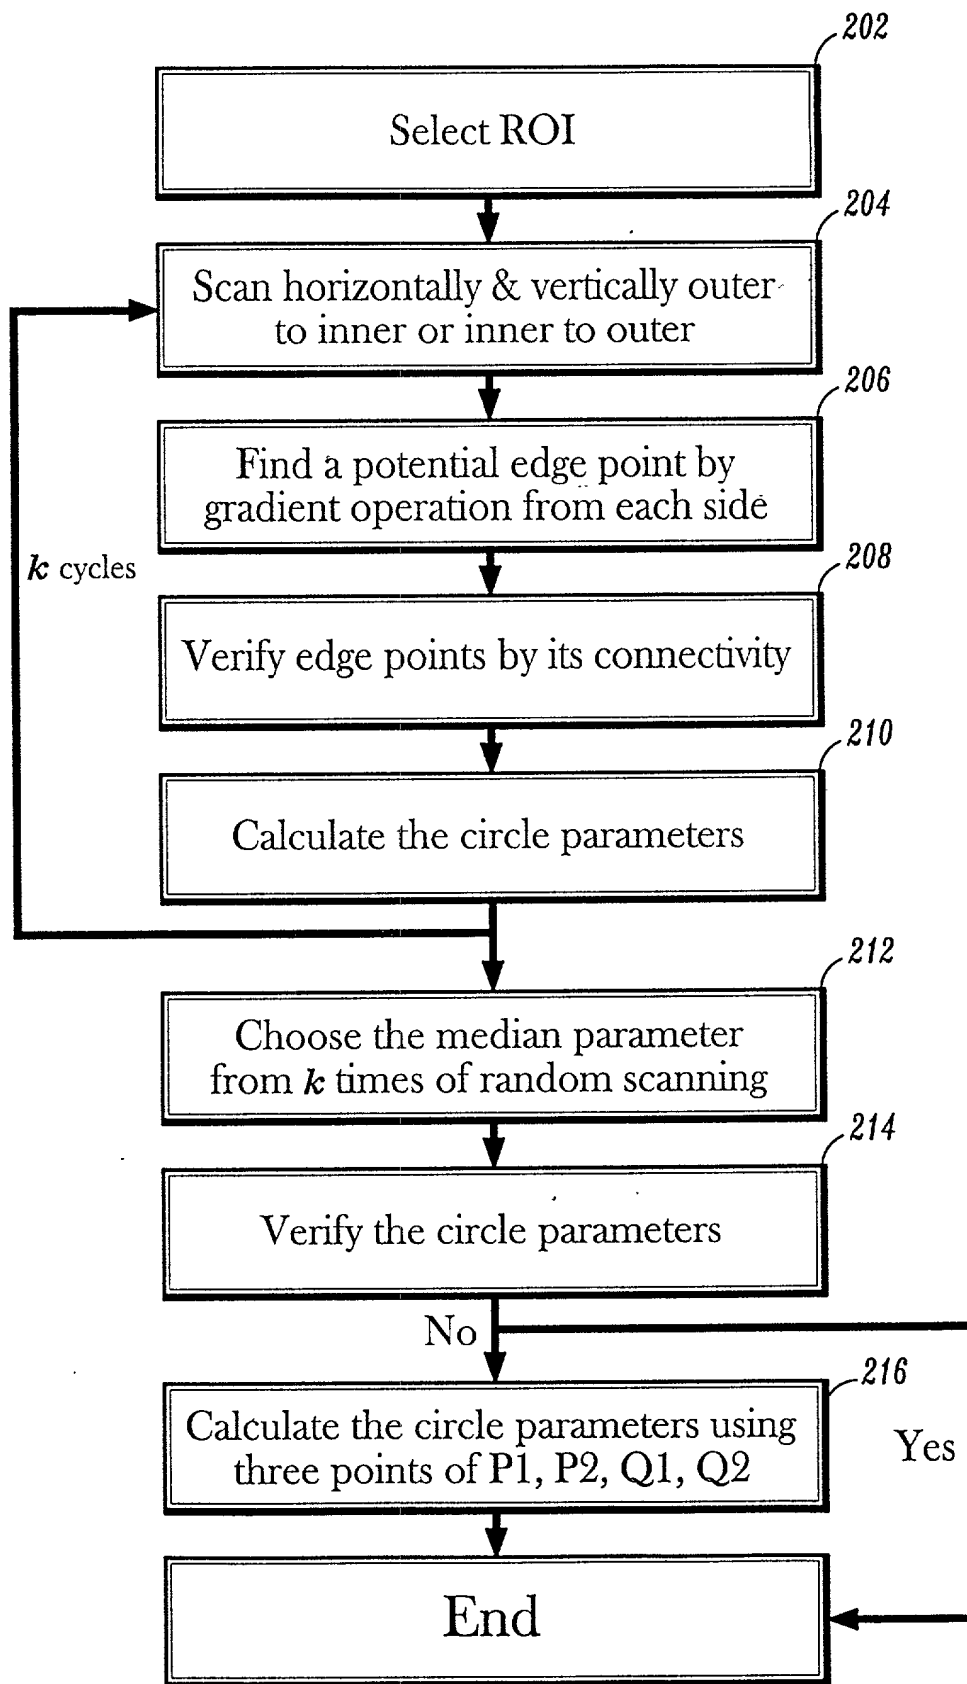 202
Select ROI
204
Scan horizontally & vertically outer
to inner or inner to outer
206
Find a potential edge point by
gradient operation from each side
k cycles
208
Verify edge points by its connectivity
210
Calculate the circle parameters
212
Choose the median parameter
from k times of random scanning
214
Verify the circle parameters
No
216
Calculate the circle parameters using
three points of P1, P2, Q1, Q2
Yes
End